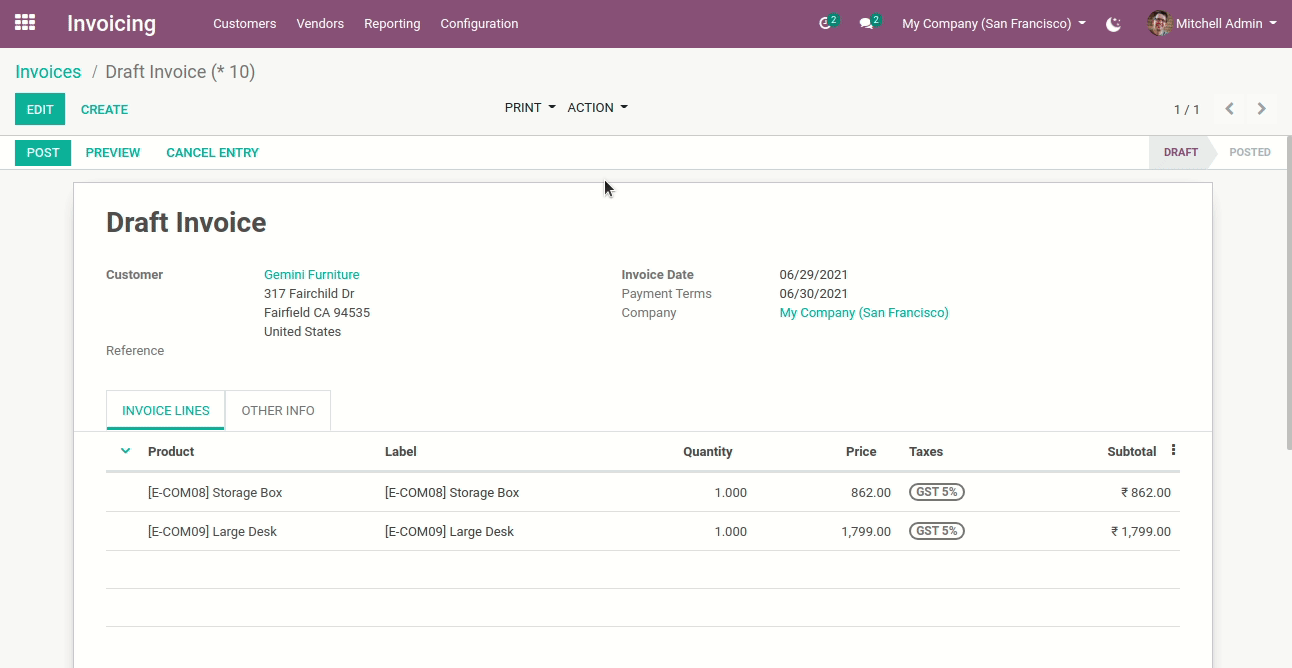 Invoicing Customers Vendors Reporting Configuration 2 2 My Company (San Francisco) Mitchell Admin
Invoices / Draft Invoice (* 10)
EDIT CREATE PRINT ACTION 1 / 1
POST PREVIEW CANCEL ENTRY DRAFT POSTED
Draft Invoice
Customer Gemini Furniture Invoice Date 06/29/2021
317 Fairchild Dr Payment Terms 06/30/2021
Fairfield CA 94535 Company My Company (San Francisco)
United States
Reference
INVOICE LINES OTHER INFO
Product Label Quantity Price Taxes Subtotal
[E-COM08] Storage Box [E-COM08] Storage Box 1.000 862.00 GST 5% ₹ 862.00
[E-COM09] Large Desk [E-COM09] Large Desk 1.000 1,799.00 GST 5% ₹ 1,799.00